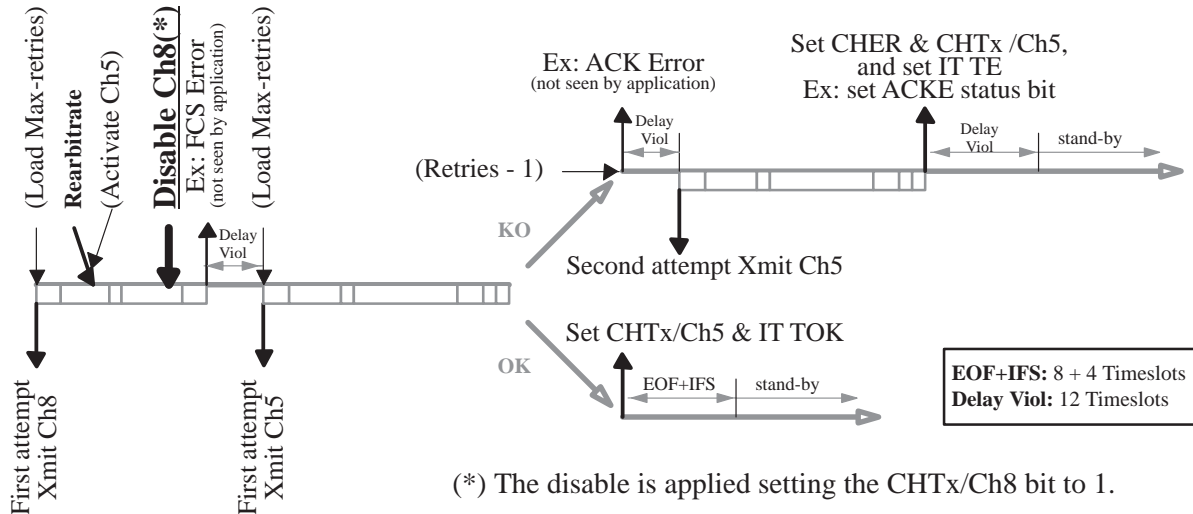 (Load Max-retries)
Rearbitrate
(Activate Ch5)
Disable Ch8(*)
Ex: FCS Error
(not seen by application)
(Load Max-retries)
Delay
Viol
First attempt
Xmit Ch8
First attempt
Xmit Ch5
KO
OK
Ex: ACK Error
(not seen by application)
Delay
Viol
(Retries - 1)
Second attempt Xmit Ch5
Set CHER & CHTx /Ch5,
and set IT TE
Ex: set ACKE status bit
Delay
Viol
stand-by
Set CHTx/Ch5 & IT TOK
EOF+IFS
stand-by
EOF+IFS: 8 + 4 Timeslots
Delay Viol: 12 Timeslots
(*) The disable is applied setting the CHTx/Ch8 bit to 1.